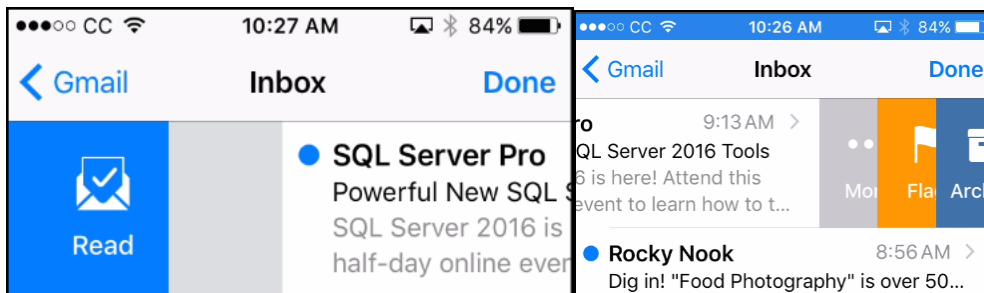 CC 10:27 AM 84%
Gmail Inbox Done
Read
SQL Server Pro
Powerful New SQL S
SQL Server 2016 is
half-day online even
CC 10:26 AM 84%
Gmail Inbox Done
ro 9:13 AM
QL Server 2016 Tools
6 is here! Attend this
event to learn how to t...
Mor Flag Arc
Rocky Nook 8:56 AM
Dig in! "Food Photography" is over 50...